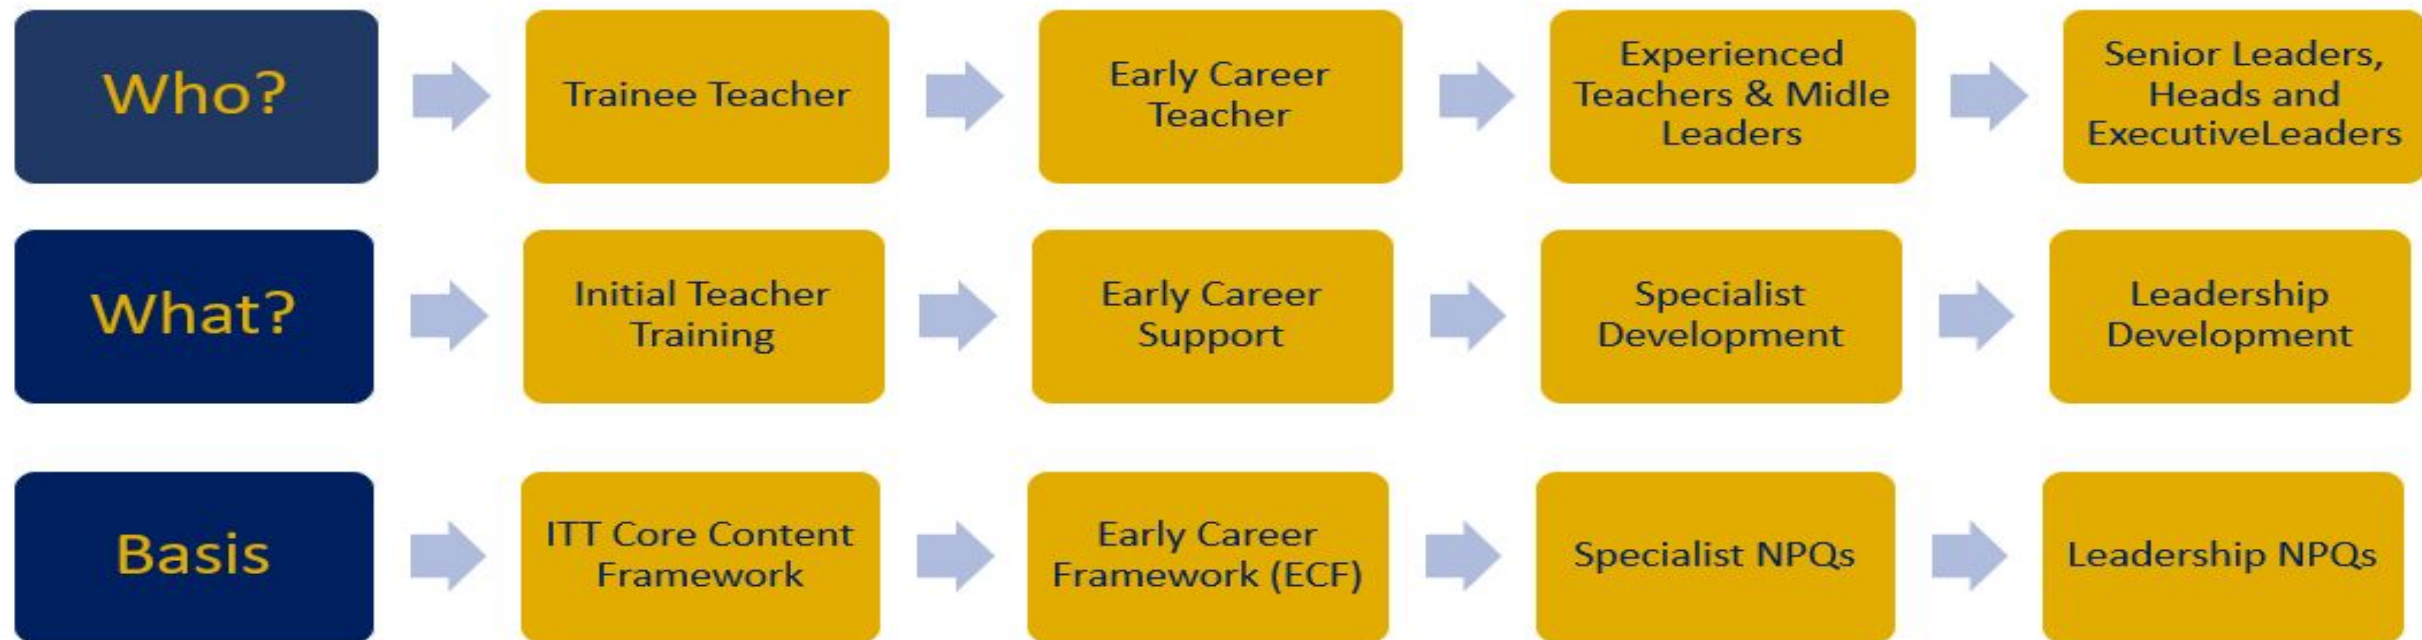 Who?
Trainee Teacher
Early Career
Teacher
Experienced
Teachers & Midle
Leaders
Senior Leaders,
Heads and
ExecutiveLeaders
What?
Initial Teacher
Training
Early Career
Support
Specialist
Development
Leadership
Development
Basis
ITT Core Content
Framework
Early Career
Framework (ECF)
Specialist NPQs
Leadership NPQs